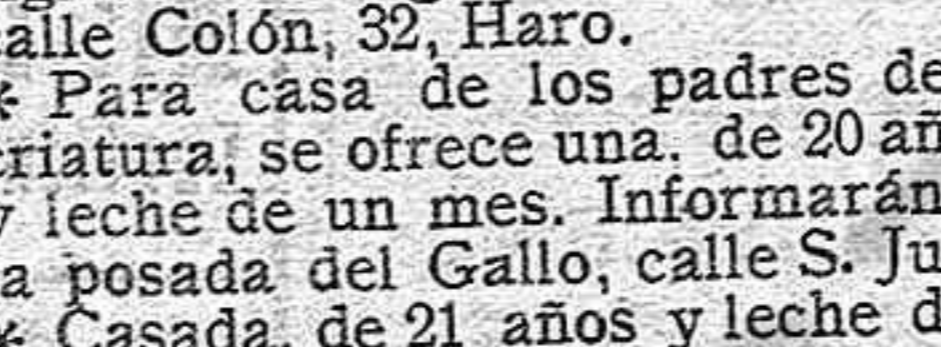 calle Colón, 32, Haro.
* Para casa de los padres de
criatura, se ofrece una. de 20 añ
y leche de un mes. Informarán
la posada del Gallo, calle S. Ju
* Casada, de 21 años y leche d